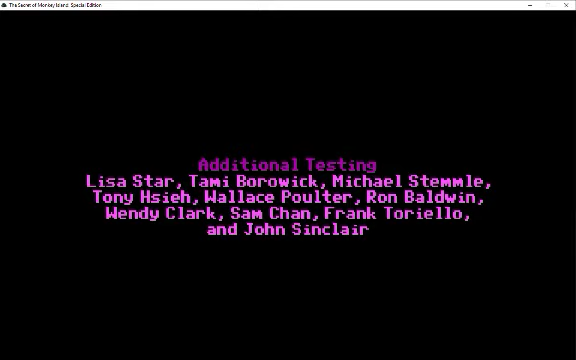 The Secret of Monkey Island: Special Edition
Additional Testing
Lisa Star, Tami Borowick, Michael Stemmle,
Tony Hsieh, Wallace Poulter, Ron Baldwin,
Wendy Clark, Sam Chan, Frank Toriello,
and John Sinclair